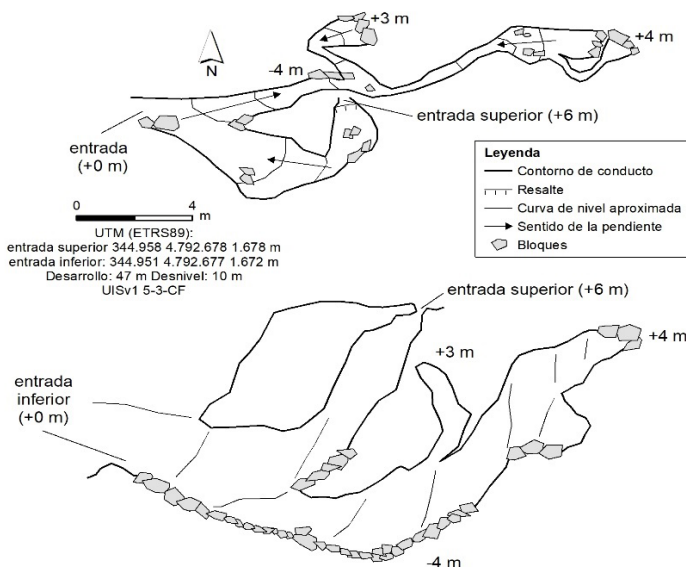 +3 m
+4 m
-4 m
N
entrada superior (+6 m)
entrada
(+0 m)
Leyenda
Contorno de conducto
Resalte
Curva de nivel aproximada
Sentido de la pendiente
Bloques
0 4
m
UTM (ETRS89):
entrada superior 344.958 4.792.678 1.678 m
entrada inferior: 344.951 4.792.677 1.672 m
Desarrollo: 47 m Desnivel: 10 m
UISv1 5-3-CF
entrada superior (+6 m)
+3 m
+4 m
entrada
inferior
(+0 m)
-4 m